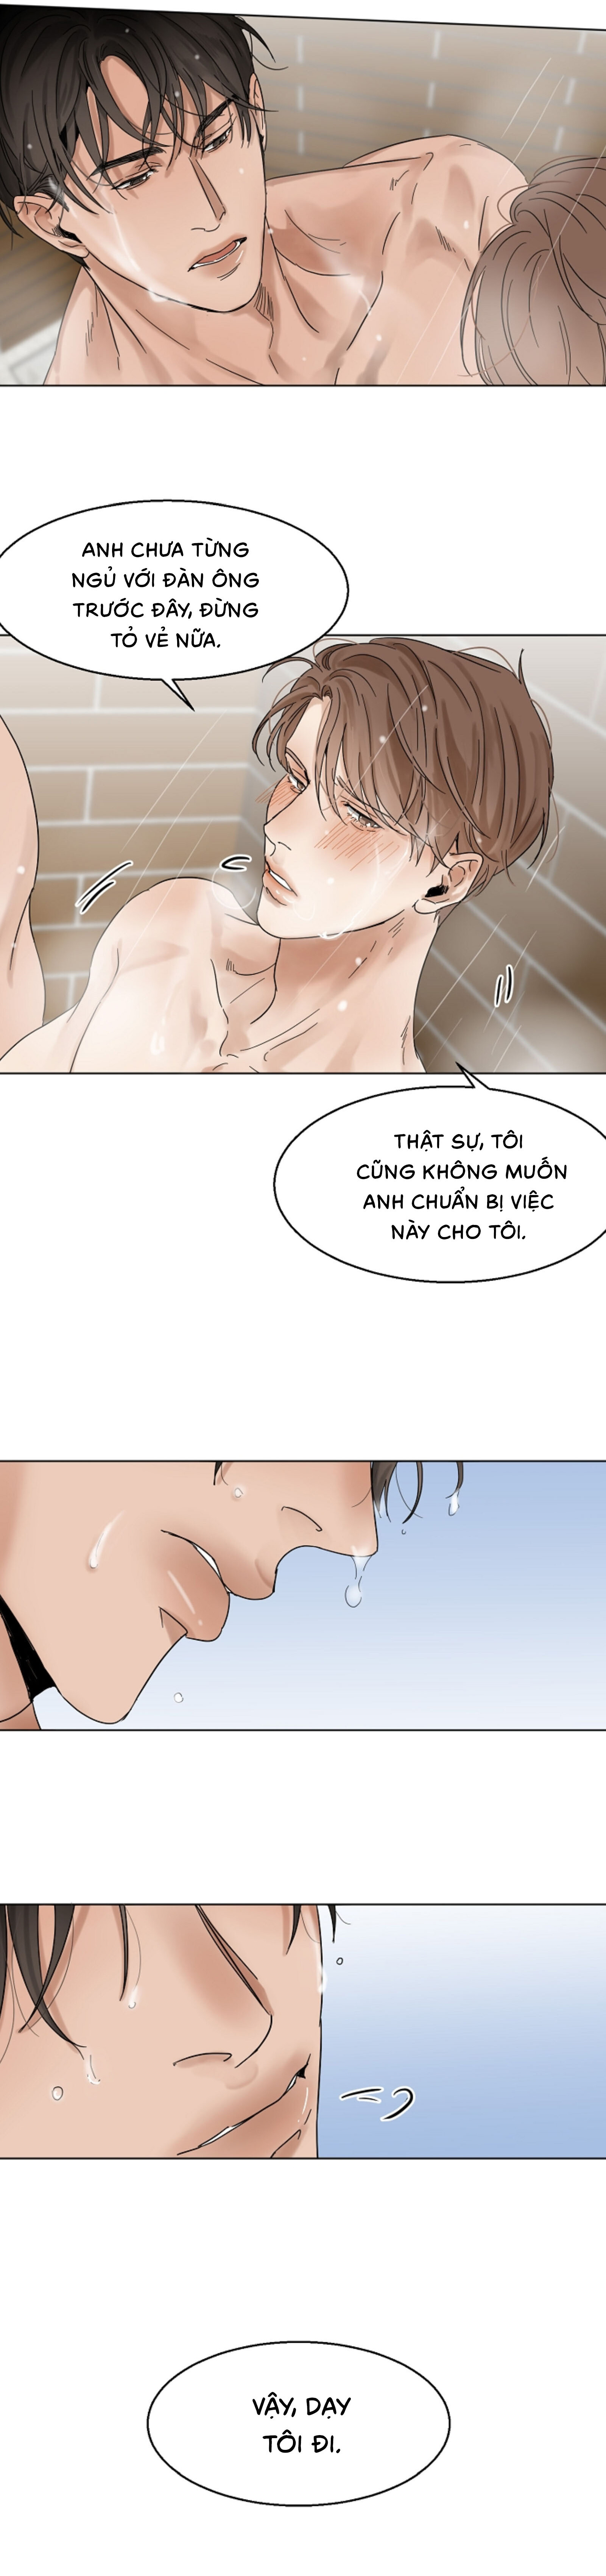 ANH CHƯA TỪNG
NGỦ VỚI ĐÀN ÔNG
TRƯỚC ĐÂY, ĐỪNG
TỎ VẺ NỮA.
THẬT SỰ, TÔI
CŨNG KHÔNG MUỐN
ANH CHUẨN BỊ VIỆC
NÀY CHO TÔI.
VẬY, DẠY
TÔI ĐI.